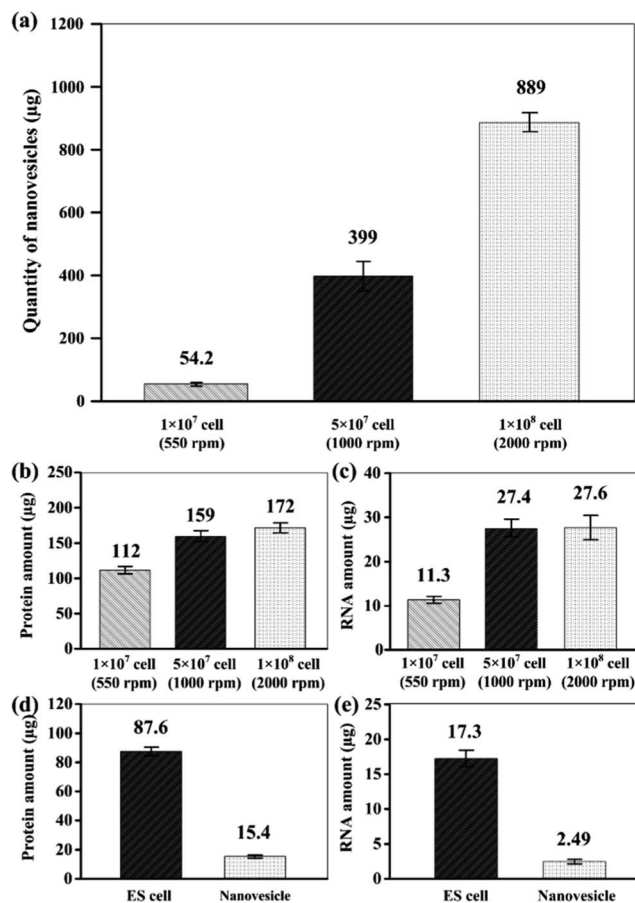 (a)
Quantity of nanovesicles (μg)
1200
1000
800
600
400
200
0
54.2
399
889
1×10⁷ cell
(550 rpm)
5×10⁷ cell
(1000 rpm)
1×10⁸ cell
(2000 rpm)
(b)
Protein amount (μg)
250
200
150
100
50
0
112
159
172
1×10⁷ cell
(550 rpm)
5×10⁷ cell
(1000 rpm)
1×10⁸ cell
(2000 rpm)
(c)
RNA amount (μg)
40
30
20
10
0
11.3
27.4
27.6
1×10⁷ cell
(550 rpm)
5×10⁷ cell
(1000 rpm)
1×10⁸ cell
(2000 rpm)
(d)
Protein amount (μg)
120
100
80
60
40
20
0
87.6
15.4
ES cell
Nanovesicle
(e)
RNA amount (μg)
25
20
15
10
5
0
17.3
2.49
ES cell
Nanovesicle